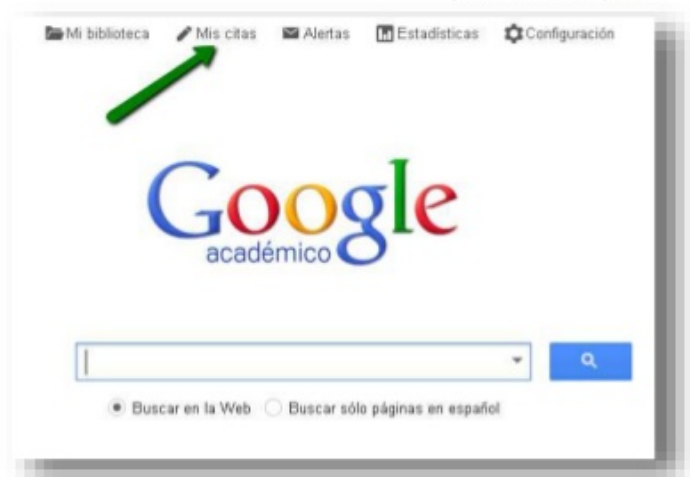 Mi biblioteca Mis citas Alertas Estadísticas Configuración
Google
académico
Buscar en la Web Buscar sólo páginas en español